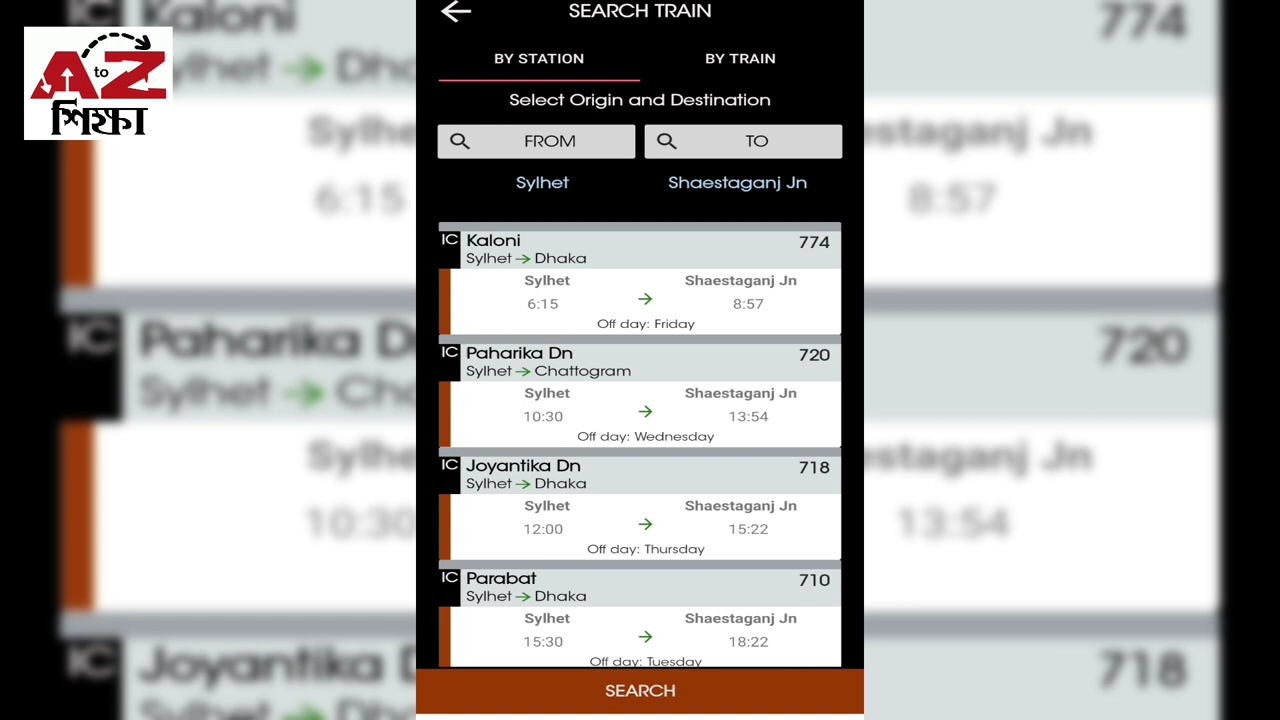 A to Z
শিক্ষা
SEARCH TRAIN
BY STATION BY TRAIN
Select Origin and Destination
FROM TO
Sylhet Shaestaganj Jn
IC Kaloni 774
Sylhet → Dhaka
Sylhet Shaestaganj Jn
6:15 → 8:57
Off day: Friday
IC Paharika Dn 720
Sylhet → Chattogram
Sylhet Shaestaganj Jn
10:30 → 13:54
Off day: Wednesday
IC Joyantika Dn 718
Sylhet → Dhaka
Sylhet Shaestaganj Jn
12:00 → 15:22
Off day: Thursday
IC Parabat 710
Sylhet → Dhaka
Sylhet Shaestaganj Jn
15:30 → 18:22
Off day: Tuesday
SEARCH